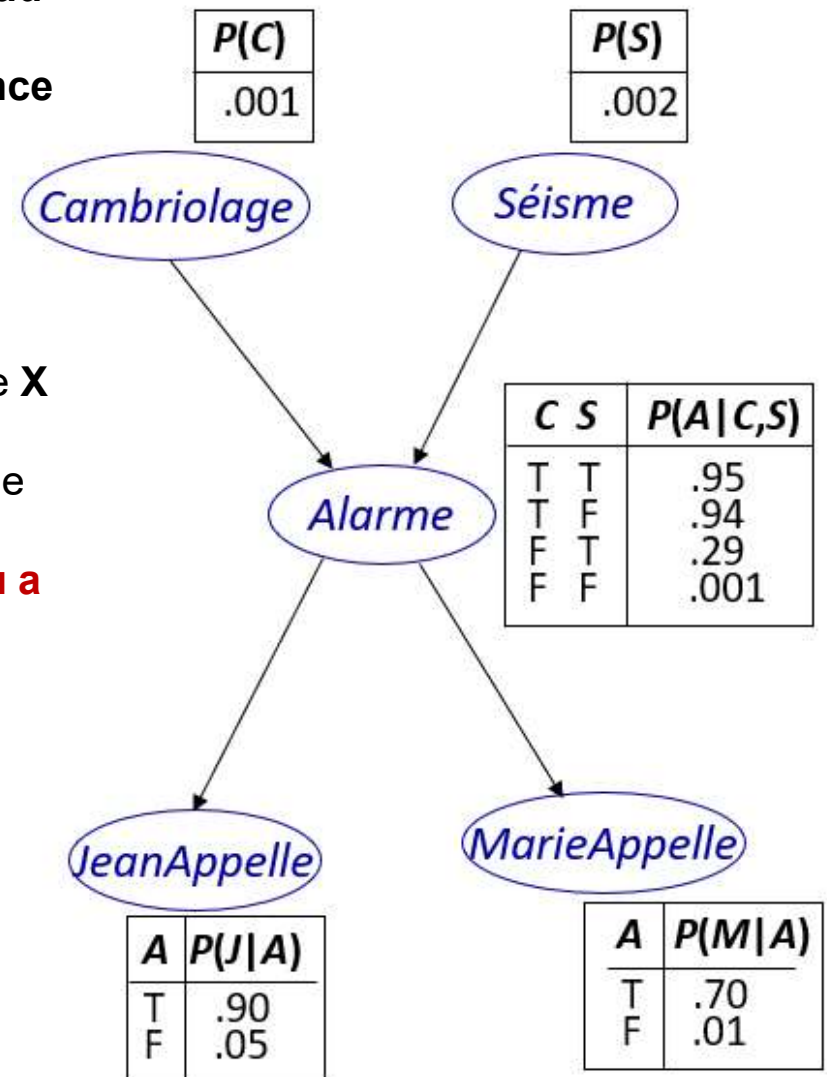 P(C)
.001
P(S)
.002
nce
Cambriolage
Séisme
e X
e
C S P(A|C,S)
T T .95
T F .94
F T .29
F F .001
Alarme
u a
JeanAppelle
MarieAppelle
A P(J|A)
T .90
F .05
A P(M|A)
T .70
F .01